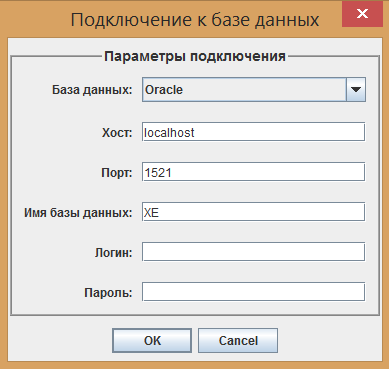 Подключение к базе данных
Параметры подключения
База данных: Oracle
Хост: localhost
Порт: 1521
Имя базы данных: XE
Логин:
Пароль:
OK Cancel